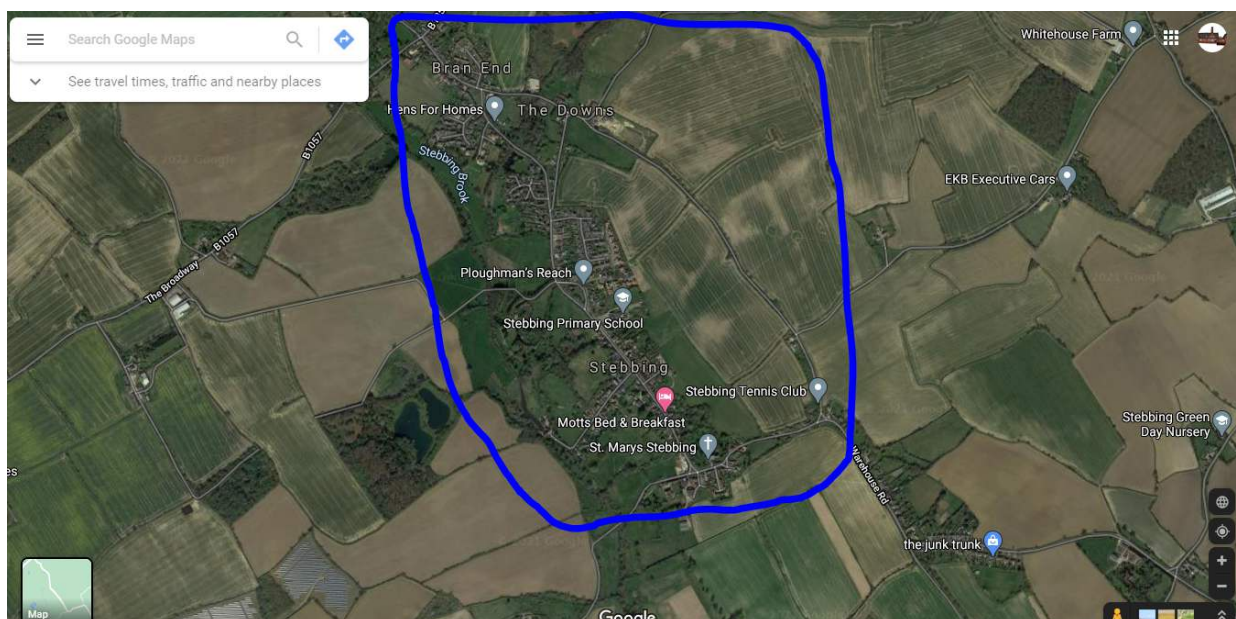 Search Google Maps
See travel times, traffic and nearby places
Whitehouse Farm
Bran End
Hens For Homes
The Downs
B1057
Stebbing
Brook
EKB Executive Cars
B1057
The Broadway
Ploughman's Reach
Stebbing Primary School
Stebbing
Stebbing Tennis Club
Motts Bed & Breakfast
St. Marys Stebbing
Stebbing Green
Day Nursery
Warehouse Rd
the junk trunk
Map
Google